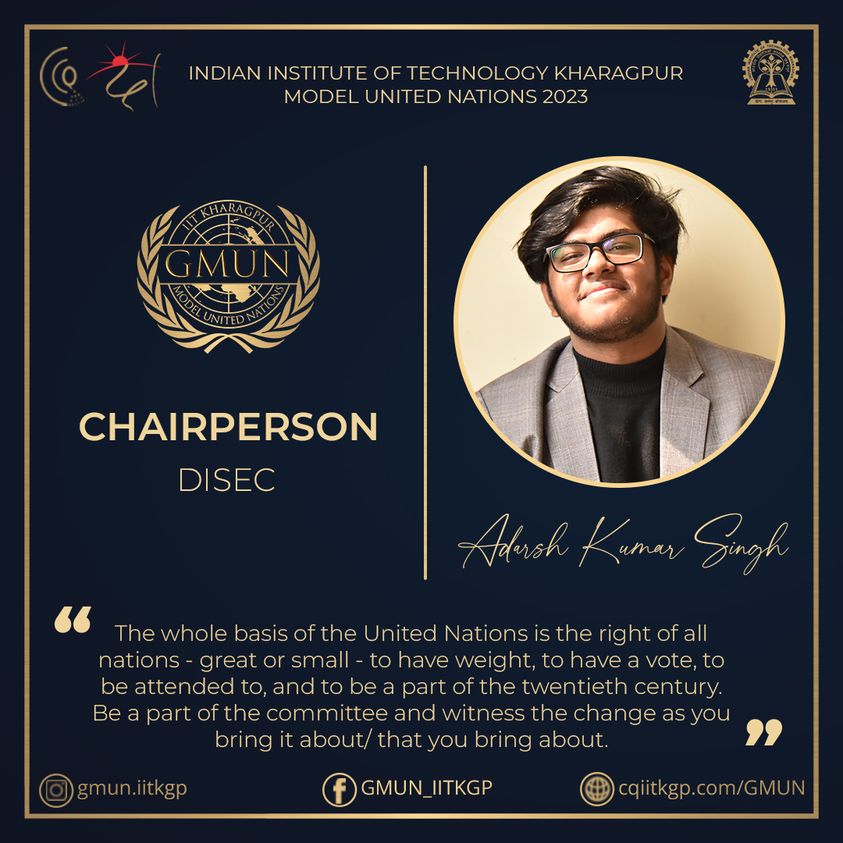 INDIAN INSTITUTE OF TECHNOLOGY KHARAGPUR
MODEL UNITED NATIONS 2023
IIT KHARAGPUR
GMUN
MODEL UNITED NATIONS
CHAIRPERSON
DISEC
Adarsh Kumar Singh
“ The whole basis of the United Nations is the right of all
nations - great or small - to have weight, to have a vote, to
be attended to, and to be a part of the twentieth century.
Be a part of the committee and witness the change as you
bring it about/ that you bring about. ”
gmun.iitkgp
GMUN_IITKGP
cqiitkgp.com/GMUN